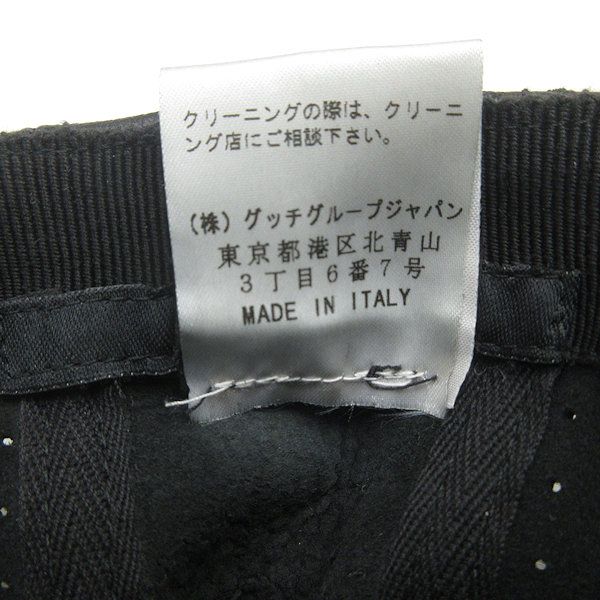 クリーニングの際は、クリーニ
ング店にご相談下さい。
（株）グッチグループジャパン
東京都港区北青山
3丁目6番7号
MADE IN ITALY